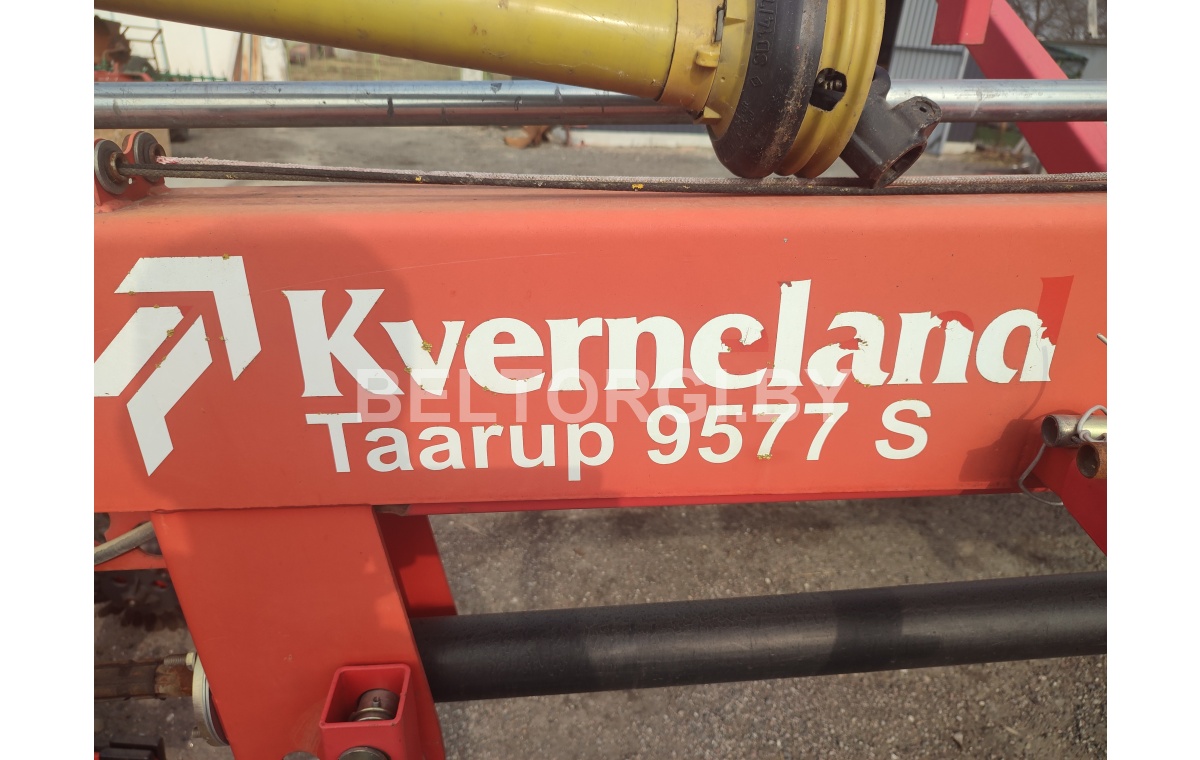 Kverneland
Taarup 9577 S
BELTORGI.BY